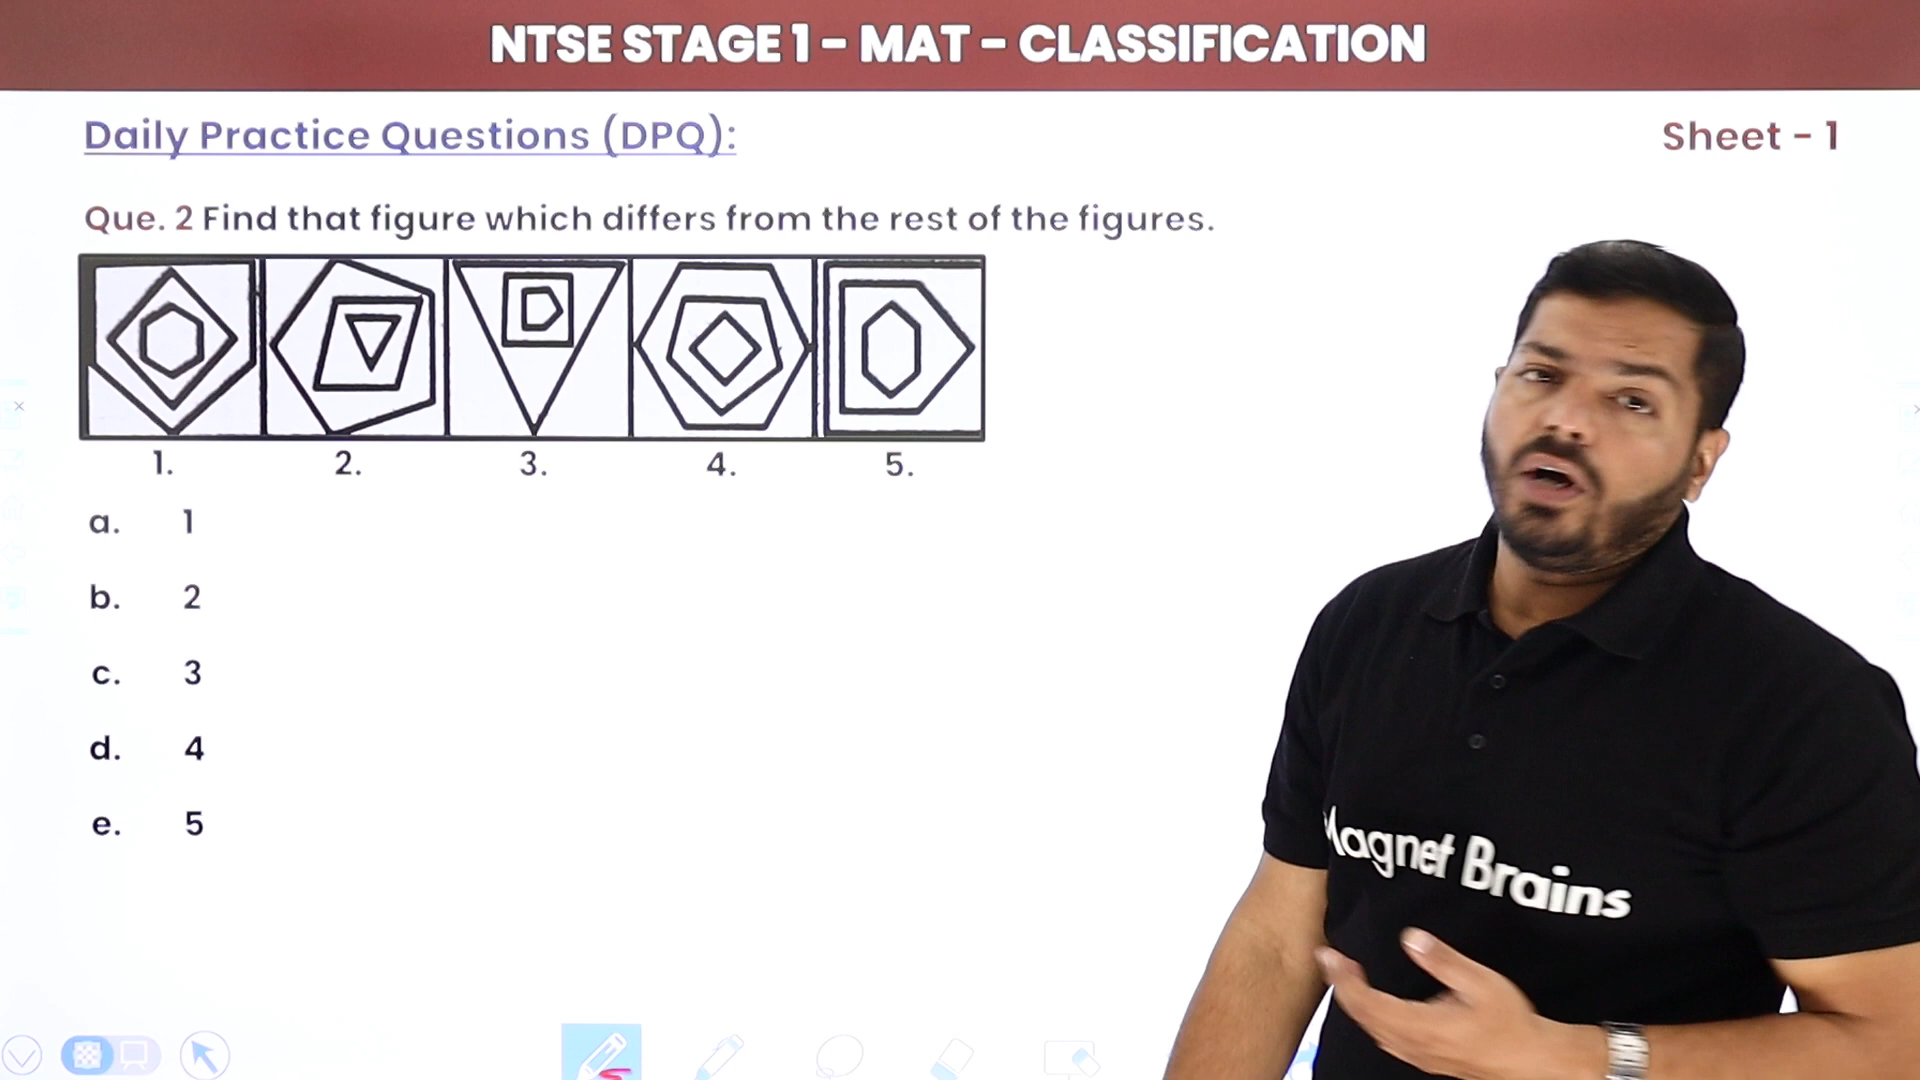 NTSE STAGE 1 - MAT - CLASSIFICATION
Daily Practice Questions (DPQ):
Sheet - 1
Que. 2 Find that figure which differs from the rest of the figures.
1. 2. 3. 4. 5.
a. 1
b. 2
c. 3
d. 4
e. 5
Magnet Brains